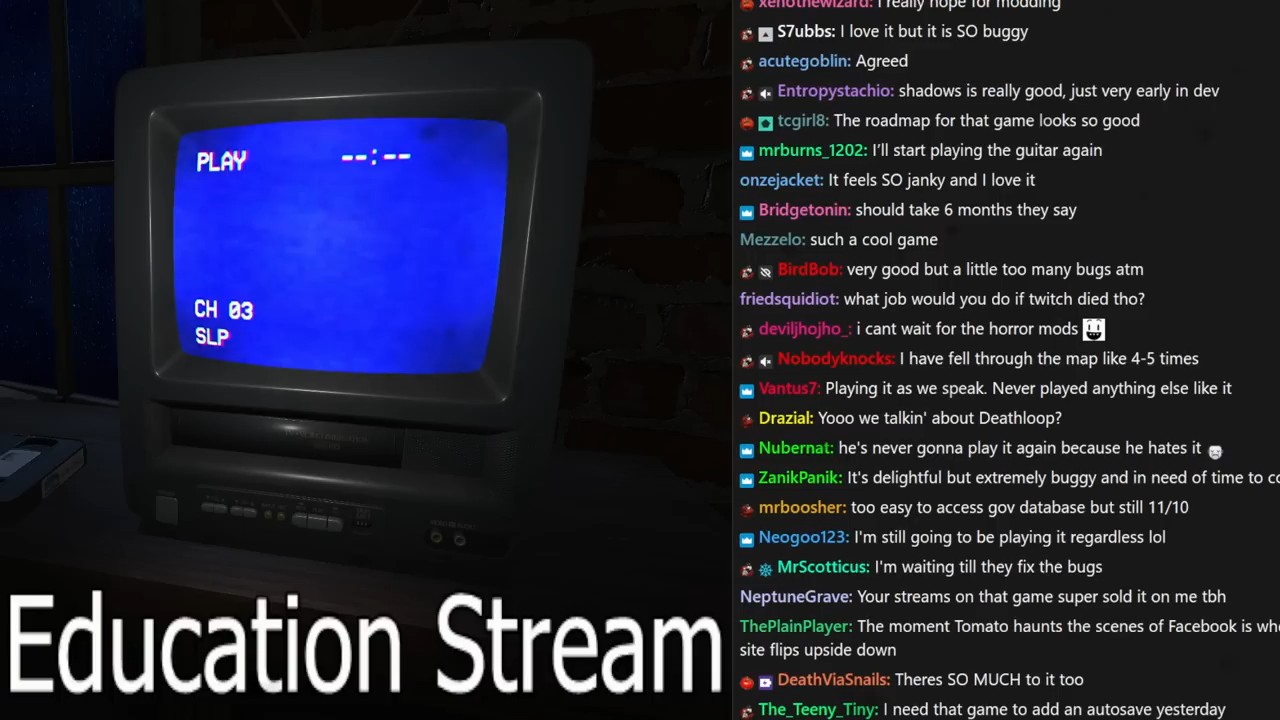 PLAY --:--
CH 03
SLP
Education Stream
xenothewizard: I really hope for modding
S7ubbs: I love it but it is SO buggy
acutegoblin: Agreed
Entropystachio: shadows is really good, just very early in dev
tcgirl8: The roadmap for that game looks so good
mrburns_1202: I’ll start playing the guitar again
onzejacket: It feels SO janky and I love it
Bridgetonin: should take 6 months they say
Mezzelo: such a cool game
BirdBob: very good but a little too many bugs atm
friedsquidiot: what job would you do if twitch died tho?
deviljhojho_: i cant wait for the horror mods
Nobodyknocks: I have fell through the map like 4-5 times
Vantus7: Playing it as we speak. Never played anything else like it
Drazial: Yooo we talkin' about Deathloop?
Nubernat: he's never gonna play it again because he hates it
ZanikPanik: It's delightful but extremely buggy and in need of time to
mrboosher: too easy to access gov database but still 11/10
Neogoo123: I'm still going to be playing it regardless lol
MrScotticus: I'm waiting till they fix the bugs
NeptuneGrave: Your streams on that game super sold it on me tbh
ThePlainPlayer: The moment Tomato haunts the scenes of Facebook is
site flips upside down
DeathViaSnails: Theres SO MUCH to it too
The_Teeny_Tiny: I need that game to add an autosave yesterday